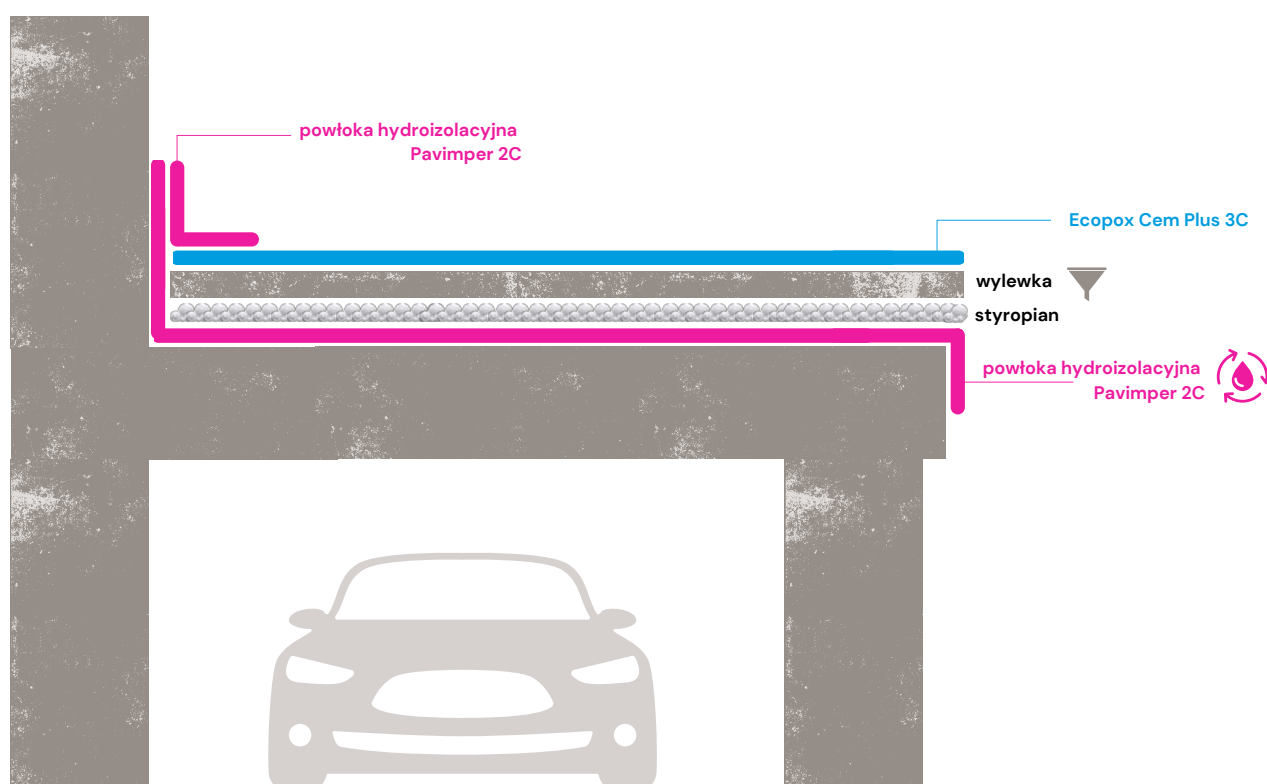 powłoka hydroizolacyjna
Pavimper 2C
Ecopox Cem Plus 3C
wylewka
styropian
powłoka hydroizolacyjna
Pavimper 2C